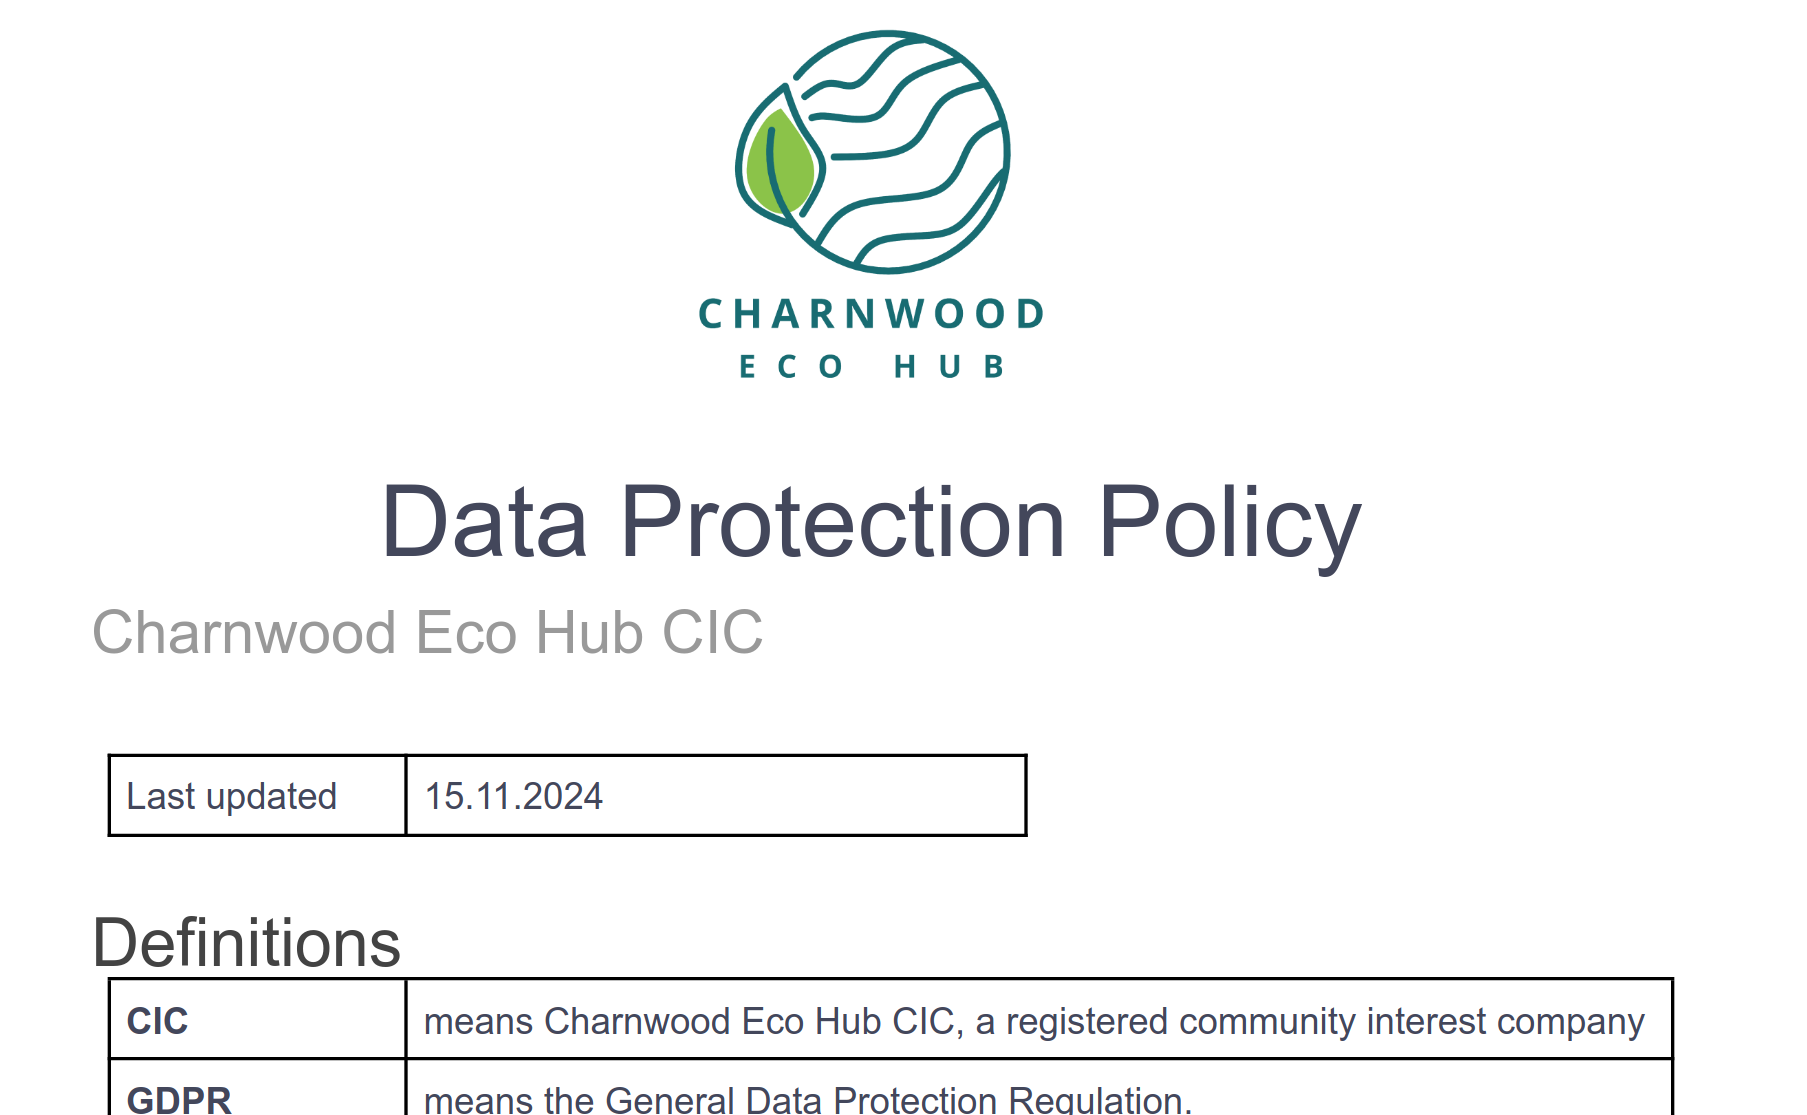 CHARNWOOD
ECO HUB
Data Protection Policy
Charnwood Eco Hub CIC
Last updated 15.11.2024
Definitions
CIC means Charnwood Eco Hub CIC, a registered community interest company
GDPR means the General Data Protection Regulation.